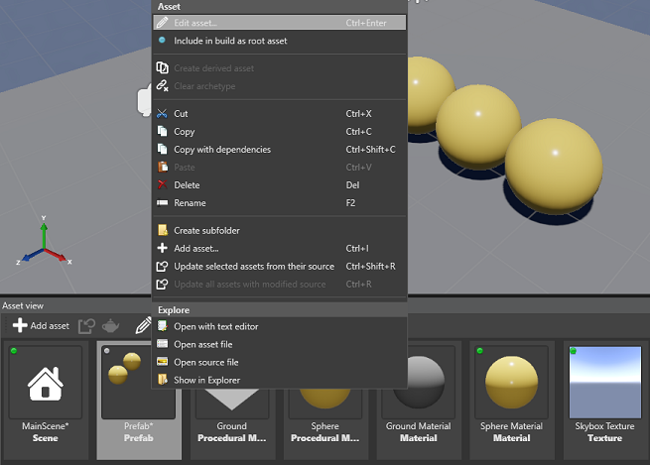 Asset
Edit asset... Ctrl+Enter
Include in build as root asset
Create derived asset
Clear archetype
Cut Ctrl+X
Copy Ctrl+C
Copy with dependencies Ctrl+Shift+C
Paste Ctrl+V
Delete Del
Rename F2
Create subfolder
Add asset... Ctrl+I
Update selected assets from their source Ctrl+Shift+R
Update all assets with modified source Ctrl+R
Explore
Open with text editor
Open asset file
Open source file
Show in Explorer
Y
Z X
Asset view
Add asset
MainScene* Prefab* Ground Sphere Ground Material Sphere Material Skybox Texture
Scene Prefab Procedural M... Procedural M... Material Material Texture